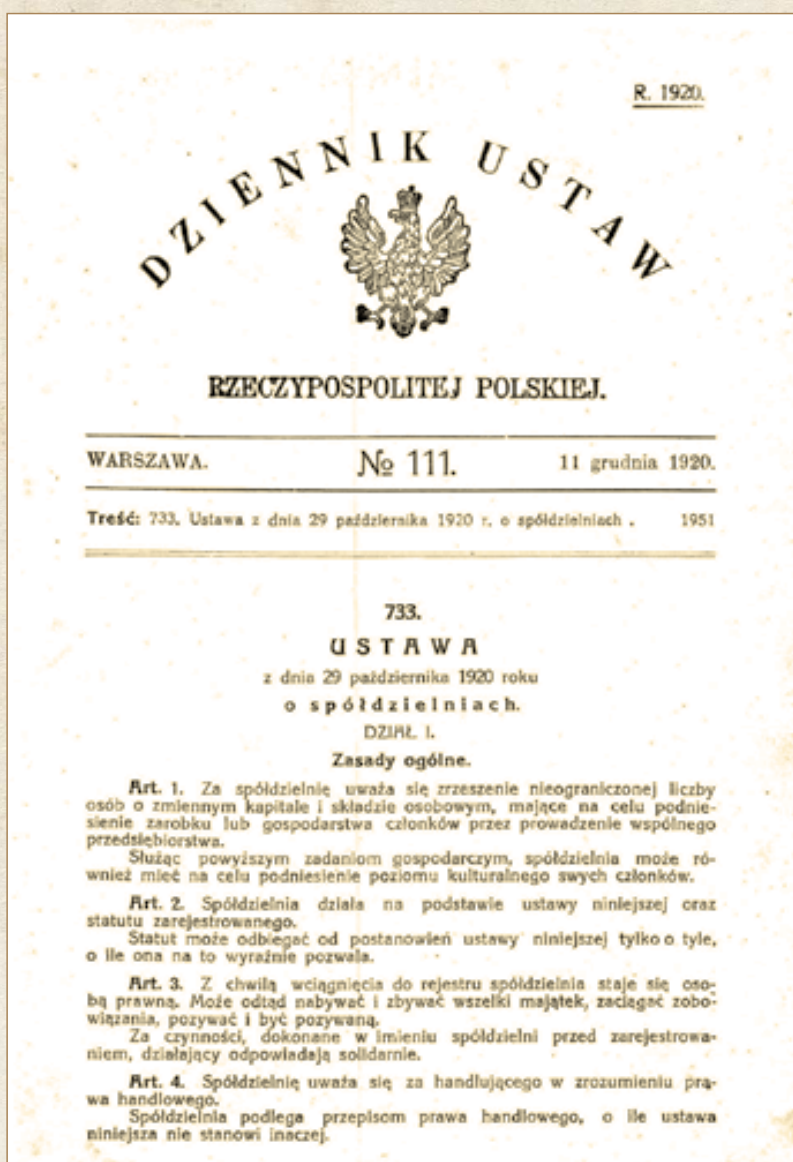 R. 1920.
DZIENNIK USTAW
RZECZYPOSPOLITEJ POLSKIEJ.
WARSZAWA. № 111. 11 grudnia 1920.
Treść: 733. Ustawa z dnia 29 października 1920 r. o spółdzielniach . 1951
733.
USTAWA
z dnia 29 października 1920 roku
o spółdzielniach.
DZIAŁ I.
Zasady ogólne.
Art. 1. Za spółdzielnię uważa się zrzeszenie nieograniczonej liczby
osób o zmiennym kapitale i składzie osobowym, mające na celu podnie-
sienie zarobku lub gospodarstwa członków przez prowadzenie wspólnego
przedsiębiorstwa.
Służąc powyższym zadaniom gospodarczym, spółdzielnia może ró-
wnież mieć na celu podniesienie poziomu kulturalnego swych członków.
Art. 2. Spółdzielnia działa na podstawie ustawy niniejszej oraz
statutu zarejestrowanego.
Statut może odbiegać od postanowień ustawy niniejszej tylko o tyle,
o ile ona na to wyraźnie pozwala.
Art. 3. Z chwilą wciągnięcia do rejestru spółdzielnia staje się oso-
bą prawną. Może odtąd nabywać i zbywać wszelki majątek, zaciągać zobo-
wiązania, pozywać i być pozywaną.
Za czynności, dokonane w imieniu spółdzielni przed zarejestrowa-
niem, działający odpowiadają solidarnie.
Art. 4. Spółdzielnię uważa się za handlującego w zrozumieniu pra-
wa handlowego.
Spółdzielnia podlega przepisom prawa handlowego, o ile ustawa
niniejsza nie stanowi inaczej.